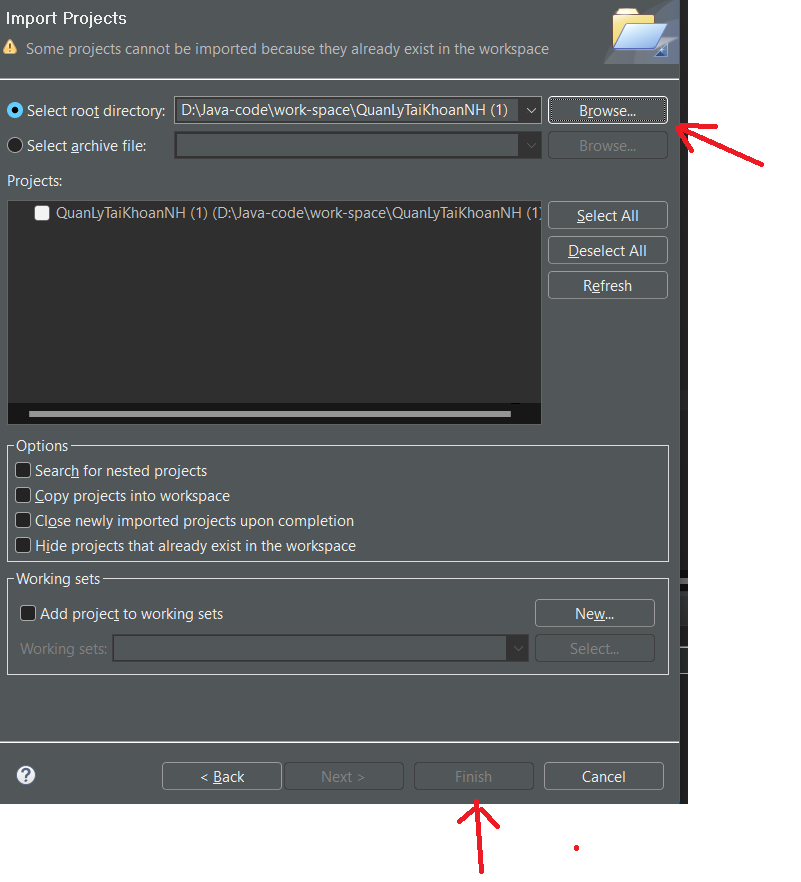 Import Projects
Some projects cannot be imported because they already exist in the workspace
Select root directory: D:\Java-code\work-space\QuanLyTaiKhoanNH (1) Browse...
Select archive file: Browse...
Projects:
QuanLyTaiKhoanNH (1) (D:\Java-code\work-space\QuanLyTaiKhoanNH (1)
Select All
Deselect All
Refresh
Options
Search for nested projects
Copy projects into workspace
Close newly imported projects upon completion
Hide projects that already exist in the workspace
Working sets
Add project to working sets New...
Working sets: Select...
? < Back Next > Finish Cancel